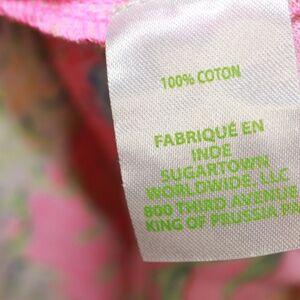 100% COTON
FABRIQUÉ EN
INDE
SUGARTOWN
WORLDWIDE, LLC
800 THIRD AVENUE
KING OF PRUSSIA